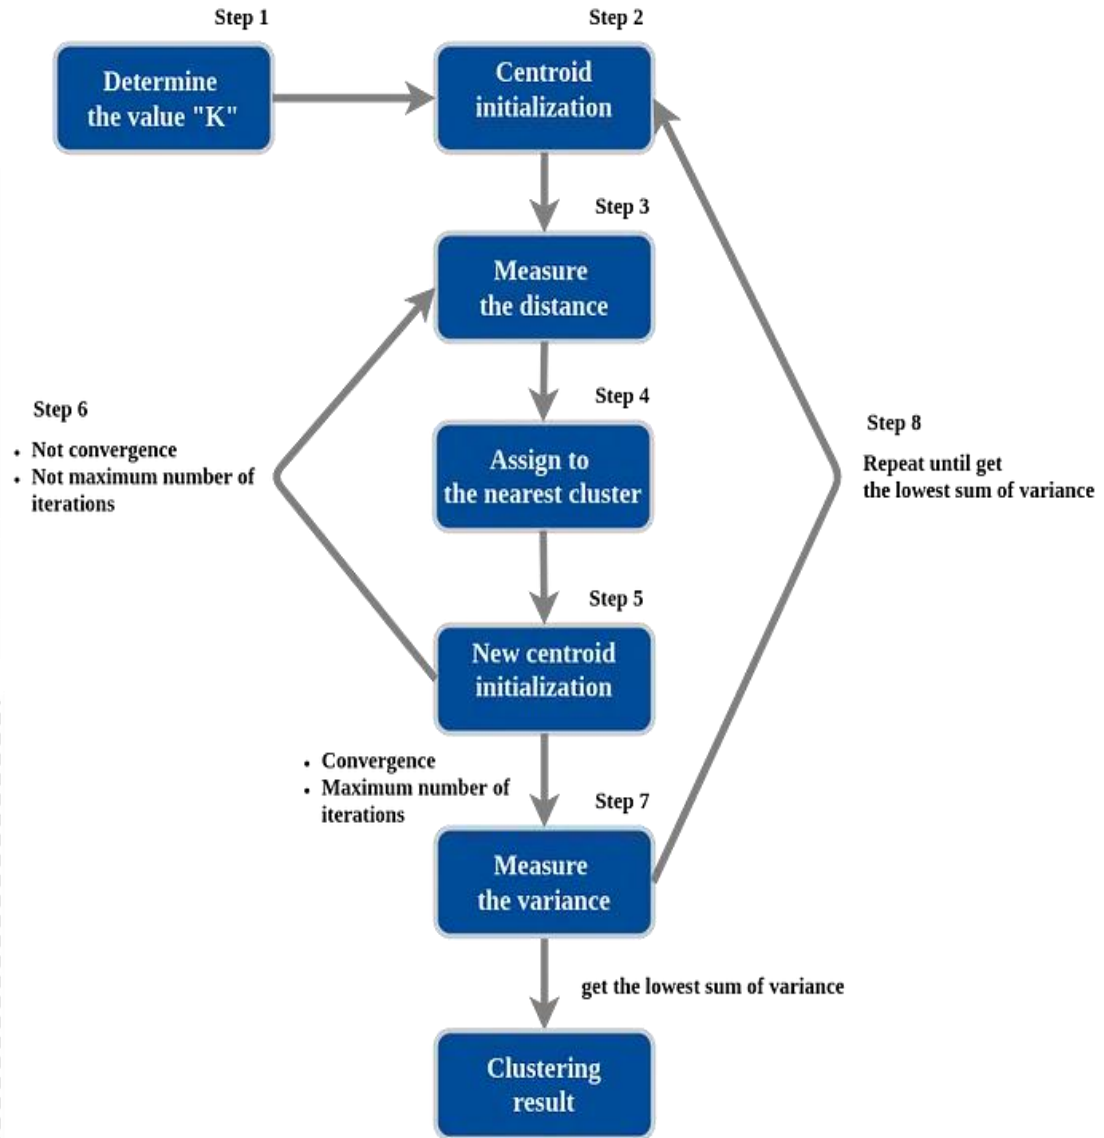 Step 1
Determine
the value "K"
Step 2
Centroid
initialization
Step 3
Measure
the distance
Step 4
Assign to
the nearest cluster
Step 5
New centroid
initialization
Step 6
• Not convergence
• Not maximum number of
iterations
• Convergence
• Maximum number of
iterations
Step 7
Measure
the variance
Step 8
Repeat until get
the lowest sum of variance
get the lowest sum of variance
Clustering
result